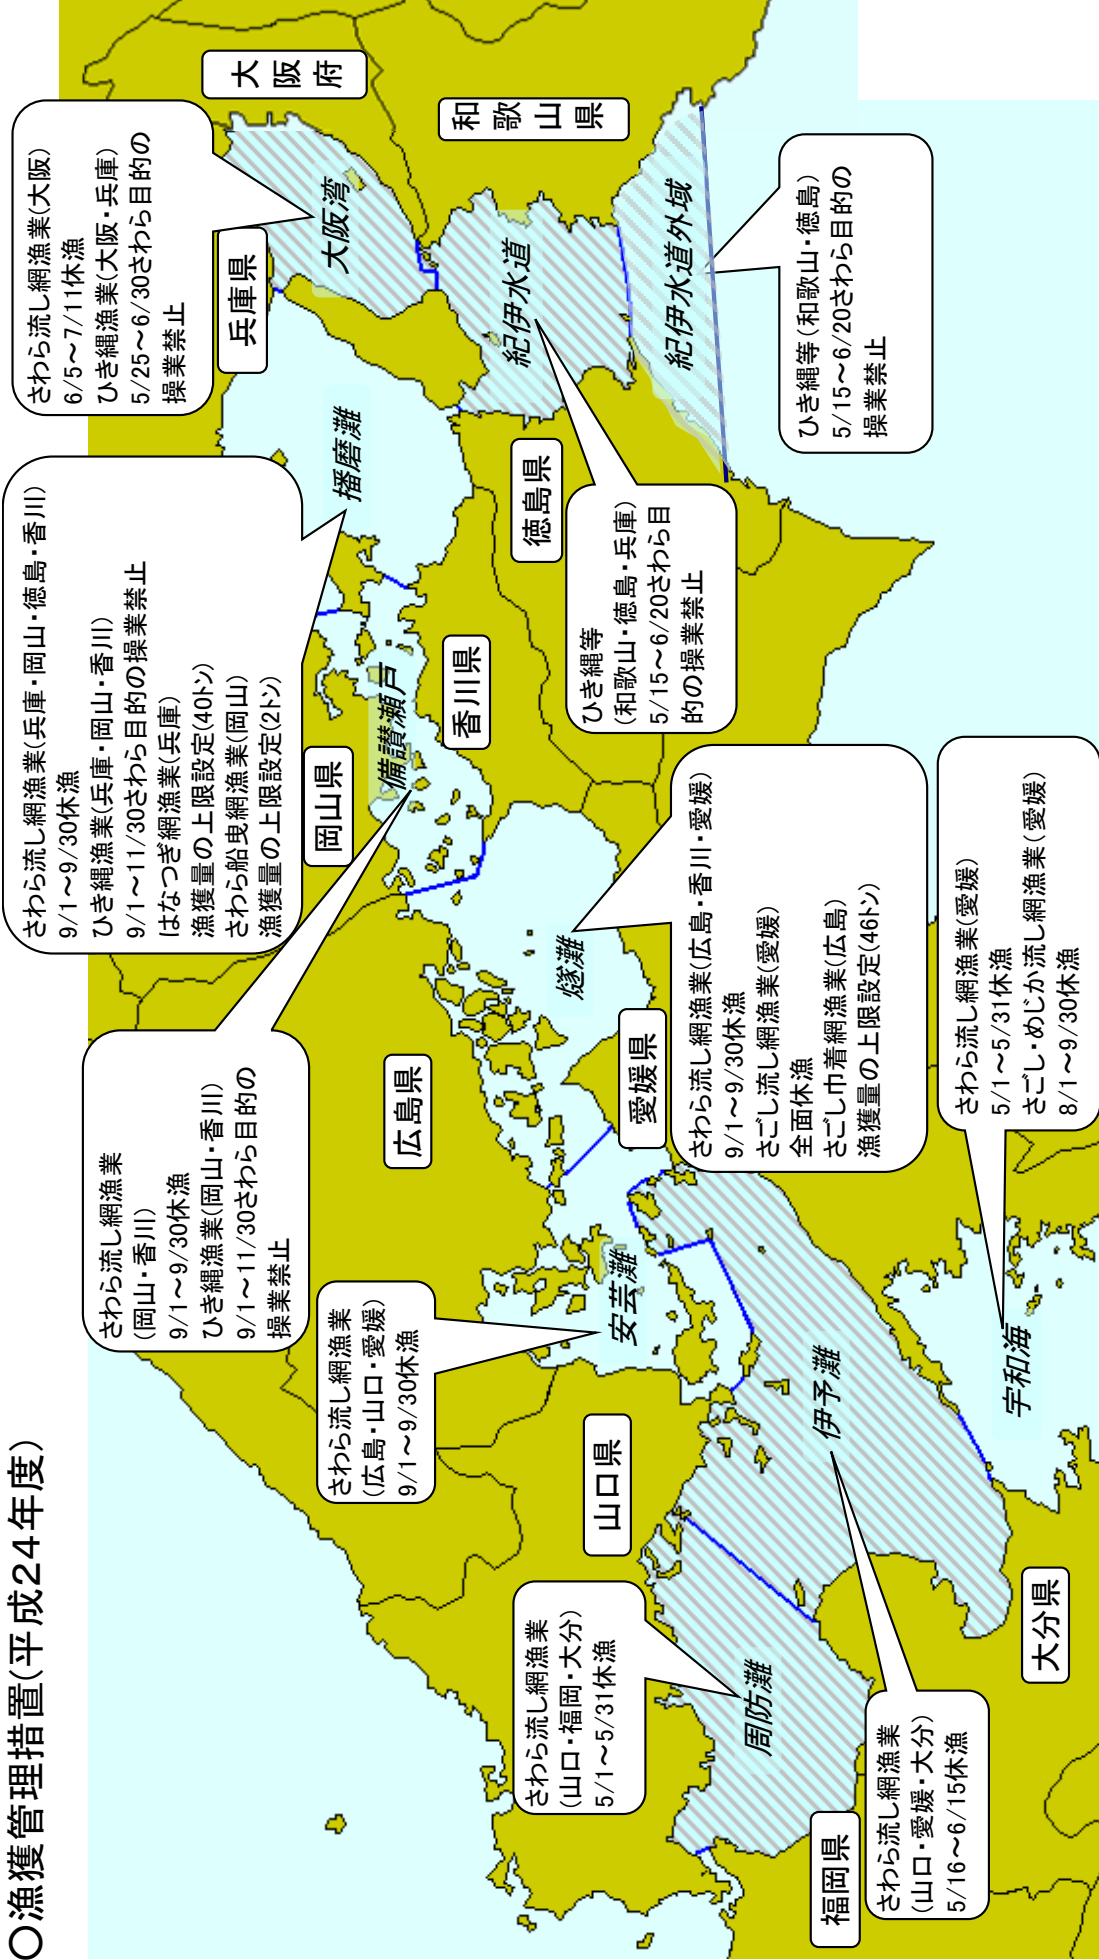 ○漁獲管理措置(平成24年度)
さわら流し網漁業(大阪)
6/5～7/11休漁
ひき縄漁業(大阪・兵庫)
5/25～6/30さわら目的の
操業禁止
さわら流し網漁業(兵庫・岡山・徳島・香川)
9/1～9/30休漁
ひき縄漁業(兵庫・岡山・香川)
9/1～11/30さわら目的の操業禁止
はなつぎ網漁業(兵庫)
漁獲量の上限設定(40トン)
さわら船曳網漁業(岡山)
漁獲量の上限設定(2トン)
さわら流し網漁業
(岡山・香川)
9/1～9/30休漁
ひき縄漁業(岡山・香川)
9/1～11/30さわら目的の
操業禁止
さわら流し網漁業
(広島・山口・愛媛)
9/1～9/30休漁
さわら流し網漁業
(山口・福岡・大分)
5/1～5/31休漁
さわら流し網漁業
(山口・愛媛・大分)
5/16～6/15休漁
さわら流し網漁業(広島・香川・愛媛)
9/1～9/30休漁
さごし流し網漁業(愛媛)
全面休漁
さごし巾着網漁業(広島)
漁獲量の上限設定(46トン)
さわら流し網漁業(愛媛)
5/1～5/31休漁
さごし・めじか流し網漁業(愛媛)
8/1～9/30休漁
ひき縄等
(和歌山・徳島・兵庫)
5/15～6/20さわら目
的の操業禁止
ひき縄等(和歌山・徳島)
5/15～6/20さわら目的の
操業禁止
大阪府
和歌山県
兵庫県
徳島県
香川県
岡山県
広島県
愛媛県
山口県
福岡県
大分県
大阪湾
紀伊水道
紀伊水道外域
播磨灘
備讃瀬戸
燧灘
安芸灘
伊予灘
周防灘
宇和海